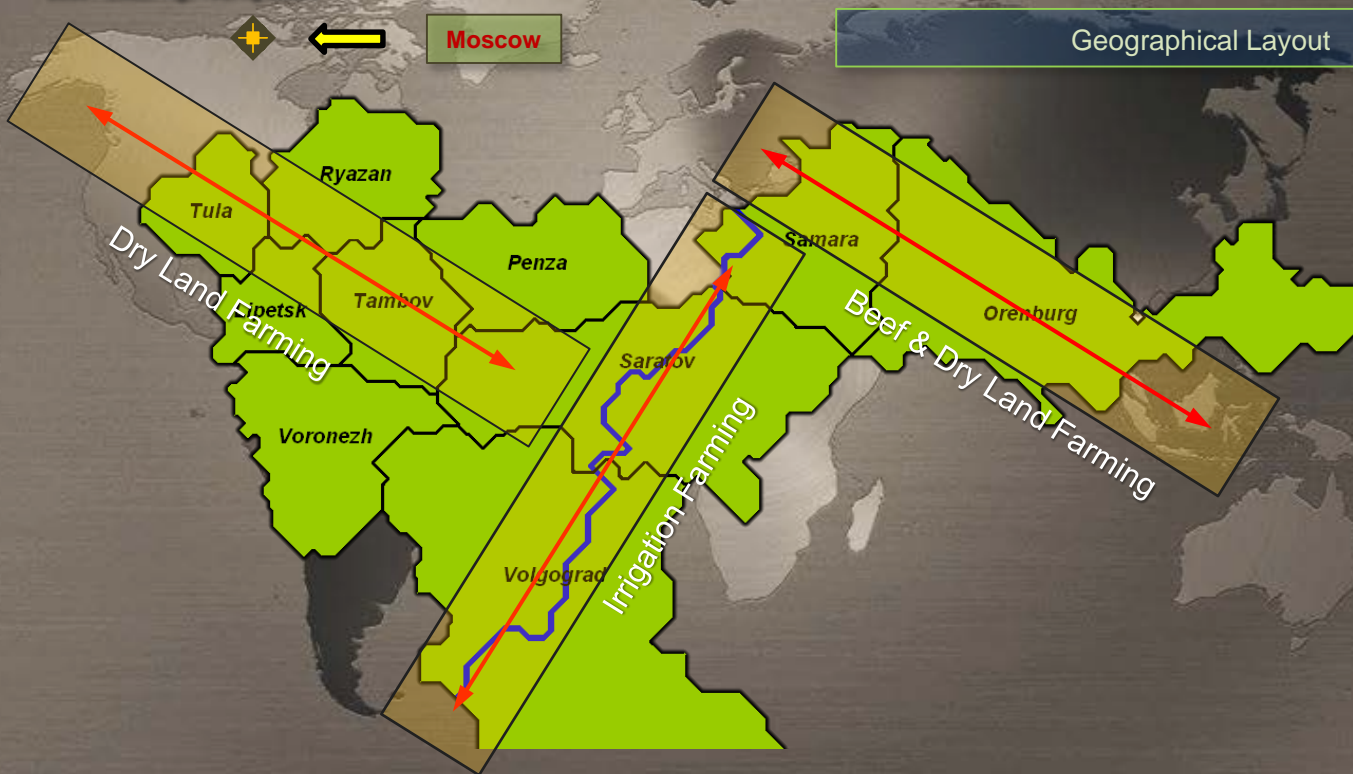 Moscow
Geographical Layout
Ryazan
Tula
Samara
Penza
Dry Land Farming
Tambov
Lipetsk
Orenburg
Beef & Dry Land Farming
Saratov
Voronezh
Irrigation Farming
Volgograd